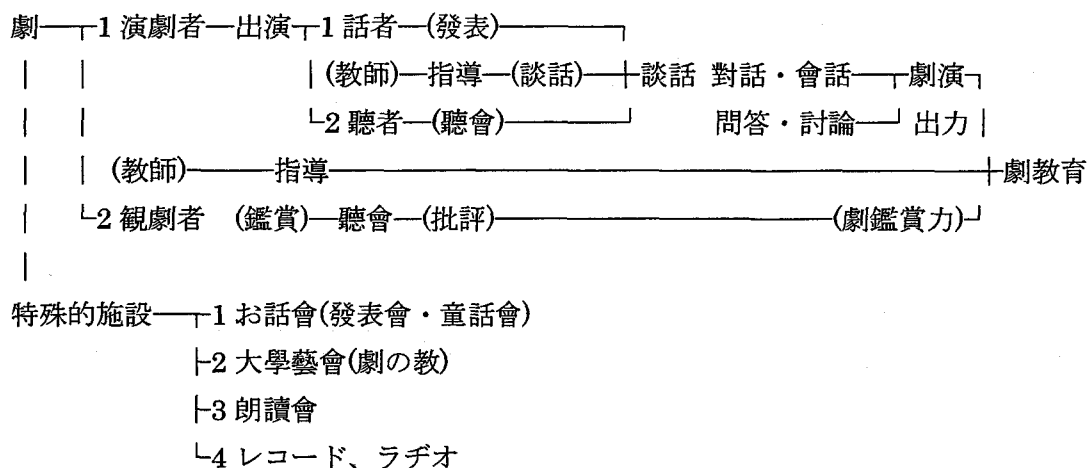 劇──┬1 演劇者─出演┬1 話者─(發表)────┐
│ │ │(教師)─指導─(談話)─┼談話 對話・會話─┬劇演┐
│ │ └2 聽者─(聽會)────┘ 問答・討論─┘出力│
│ │ (教師)───指導──────────────────┼劇教育
│ └2 観劇者 (鑑賞)─聽會─(批評)──────────(劇鑑賞力)┘
│
特殊的施設──┬1 お話會(發表會・童話會)
├2 大學藝會(劇の教)
├3 朗讀會
└4 レコード、ラヂオ